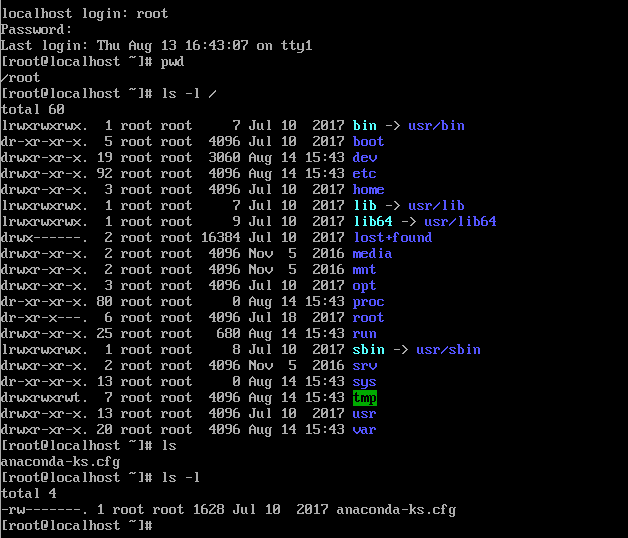 localhost login: root
Password:
Last login: Thu Aug 13 16:43:07 on tty1
[root@localhost ~]# pwd
/root
[root@localhost ~]# ls -l /
total 60
lrwxrwxrwx.  1 root root     7 Jul 10  2017 bin -> usr/bin
dr-xr-xr-x.  5 root root  4096 Jul 10  2017 boot
drwxr-xr-x. 19 root root  3060 Aug 14 15:43 dev
drwxr-xr-x. 92 root root  4096 Aug 14 15:43 etc
drwxr-xr-x.  3 root root  4096 Jul 10  2017 home
lrwxrwxrwx.  1 root root     7 Jul 10  2017 lib -> usr/lib
lrwxrwxrwx.  1 root root     9 Jul 10  2017 lib64 -> usr/lib64
drwx------.  2 root root 16384 Jul 10  2017 lost+found
drwxr-xr-x.  2 root root  4096 Nov  5  2016 media
drwxr-xr-x.  2 root root  4096 Nov  5  2016 mnt
drwxr-xr-x.  3 root root  4096 Jul 10  2017 opt
dr-xr-xr-x. 80 root root     0 Aug 14 15:43 proc
dr-xr-x---.  6 root root  4096 Jul 18  2017 root
drwxr-xr-x. 25 root root   680 Aug 14 15:43 run
lrwxrwxrwx.  1 root root     8 Jul 10  2017 sbin -> usr/sbin
drwxr-xr-x.  2 root root  4096 Nov  5  2016 srv
dr-xr-xr-x. 13 root root     0 Aug 14 15:43 sys
drwxrwxrwt.  7 root root  4096 Aug 14 15:43 tmp
drwxr-xr-x. 13 root root  4096 Jul 10  2017 usr
drwxr-xr-x. 20 root root  4096 Aug 14 15:43 var
[root@localhost ~]# ls
anaconda-ks.cfg
[root@localhost ~]# ls -l
total 4
-rw-------. 1 root root 1628 Jul 10  2017 anaconda-ks.cfg
[root@localhost ~]#